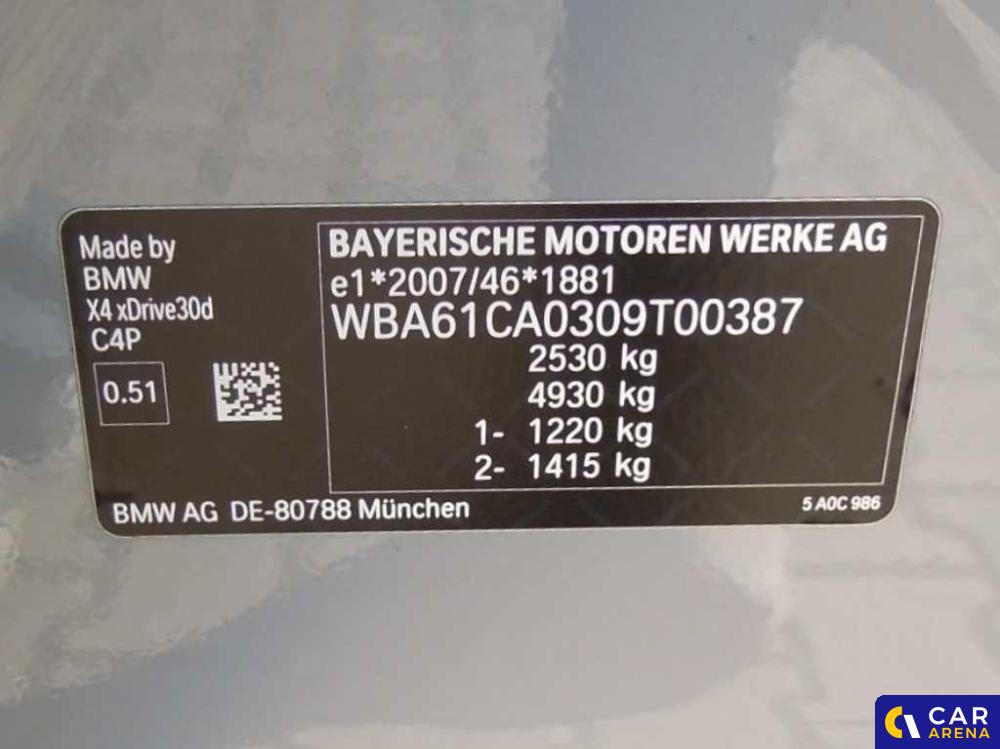 Made by
BMW
X4 xDrive30d
C4P
0.51
BAYERISCHE MOTOREN WERKE AG
e1*2007/46*1881
WBA61CA0309T00387
2530 kg
4930 kg
1- 1220 kg
2- 1415 kg
BMW AG DE-80788 München
5 A0C 986
CAR
ARENA